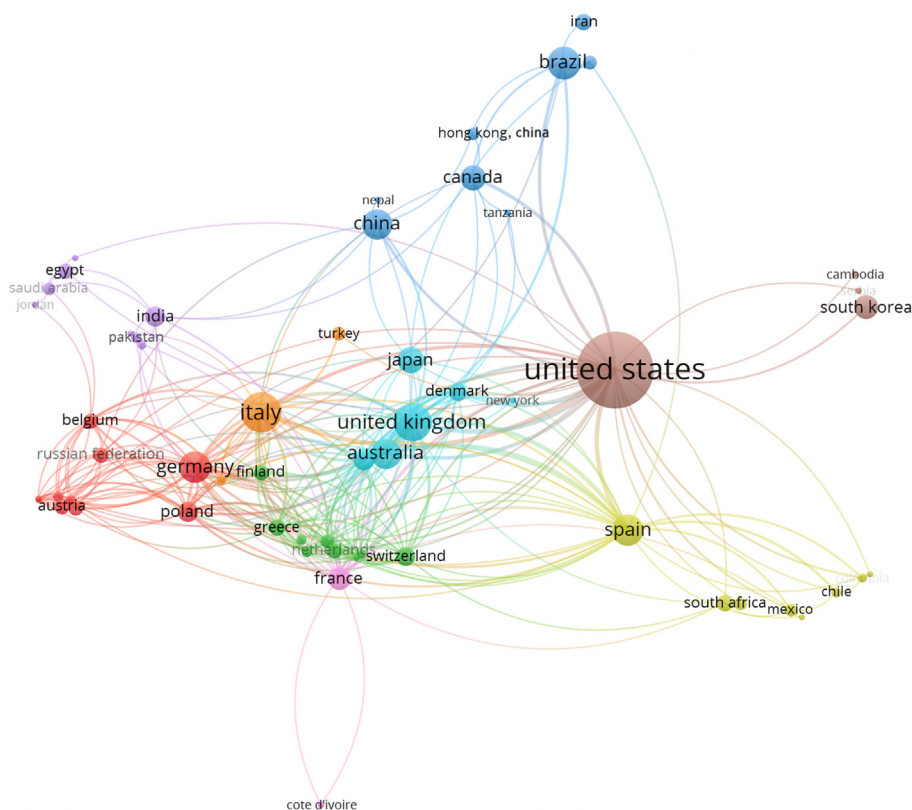 iran
brazil
hong kong, china
canada
nepal
tanzania
china
egypt
saudi arabia
jordan
india
pakistan
cambodia
serbia
south korea
turkey
japan
united states
denmark
new york
italy
united kingdom
belgium
australia
russian federation
germany
finland
austria
poland
greece
spain
netherlands
switzerland
france
colombia
chile
south africa
mexico
cote d'ivoire